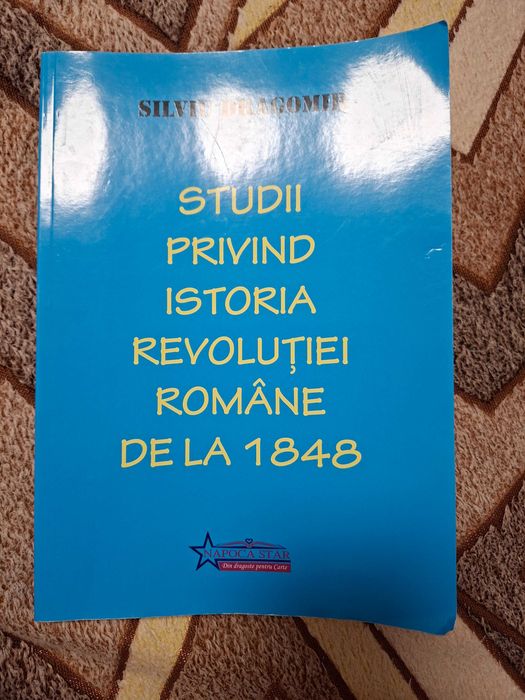 SILVIU DRAGOMIR
STUDII
PRIVIND
ISTORIA
REVOLUȚIEI
ROMÂNE
DE LA 1848
NAPOCA STAR
Din dragoste pentru Carte